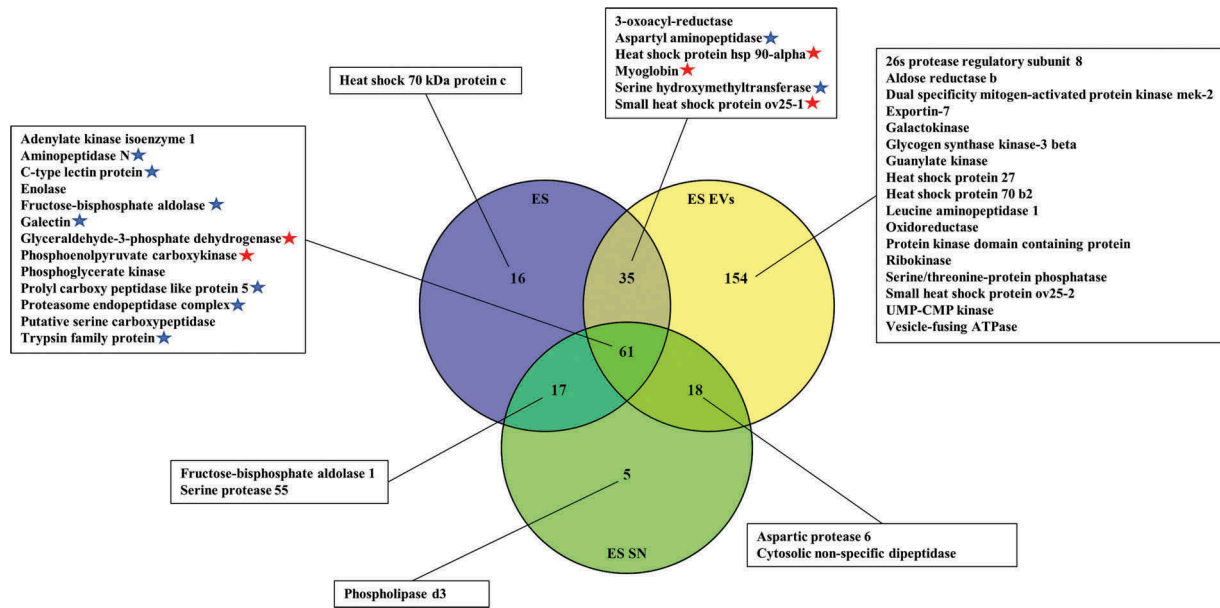 3-oxoacyl-reductase
Aspartyl aminopeptidase
Heat shock protein hsp 90-alpha
Myoglobin
Serine hydroxymethyltransferase
Small heat shock protein ov25-1
Heat shock 70 kDa protein c
26s protease regulatory subunit 8
Aldose reductase b
Dual specificity mitogen-activated protein kinase mek-2
Exportin-7
Galactokinase
Glycogen synthase kinase-3 beta
Guanylate kinase
Heat shock protein 27
Heat shock protein 70 b2
Leucine aminopeptidase 1
Oxidoreductase
Protein kinase domain containing protein
Ribokinase
Serine/threonine-protein phosphatase
Small heat shock protein ov25-2
UMP-CMP kinase
Vesicle-fusing ATPase
Adenylate kinase isoenzyme 1
Aminopeptidase N
C-type lectin protein
Enolase
Fructose-bisphosphate aldolase
Galectin
Glyceraldehyde-3-phosphate dehydrogenase
Phosphoenolpyruvate carboxykinase
Phosphoglycerate kinase
Prolyl carboxy peptidase like protein 5
Proteasome endopeptidase complex
Putative serine carboxypeptidase
Trypsin family protein
ES
ES EVs
16
35
154
61
17
18
5
ES SN
Fructose-bisphosphate aldolase 1
Serine protease 55
Aspartic protease 6
Cytosolic non-specific dipeptidase
Phospholipase d3